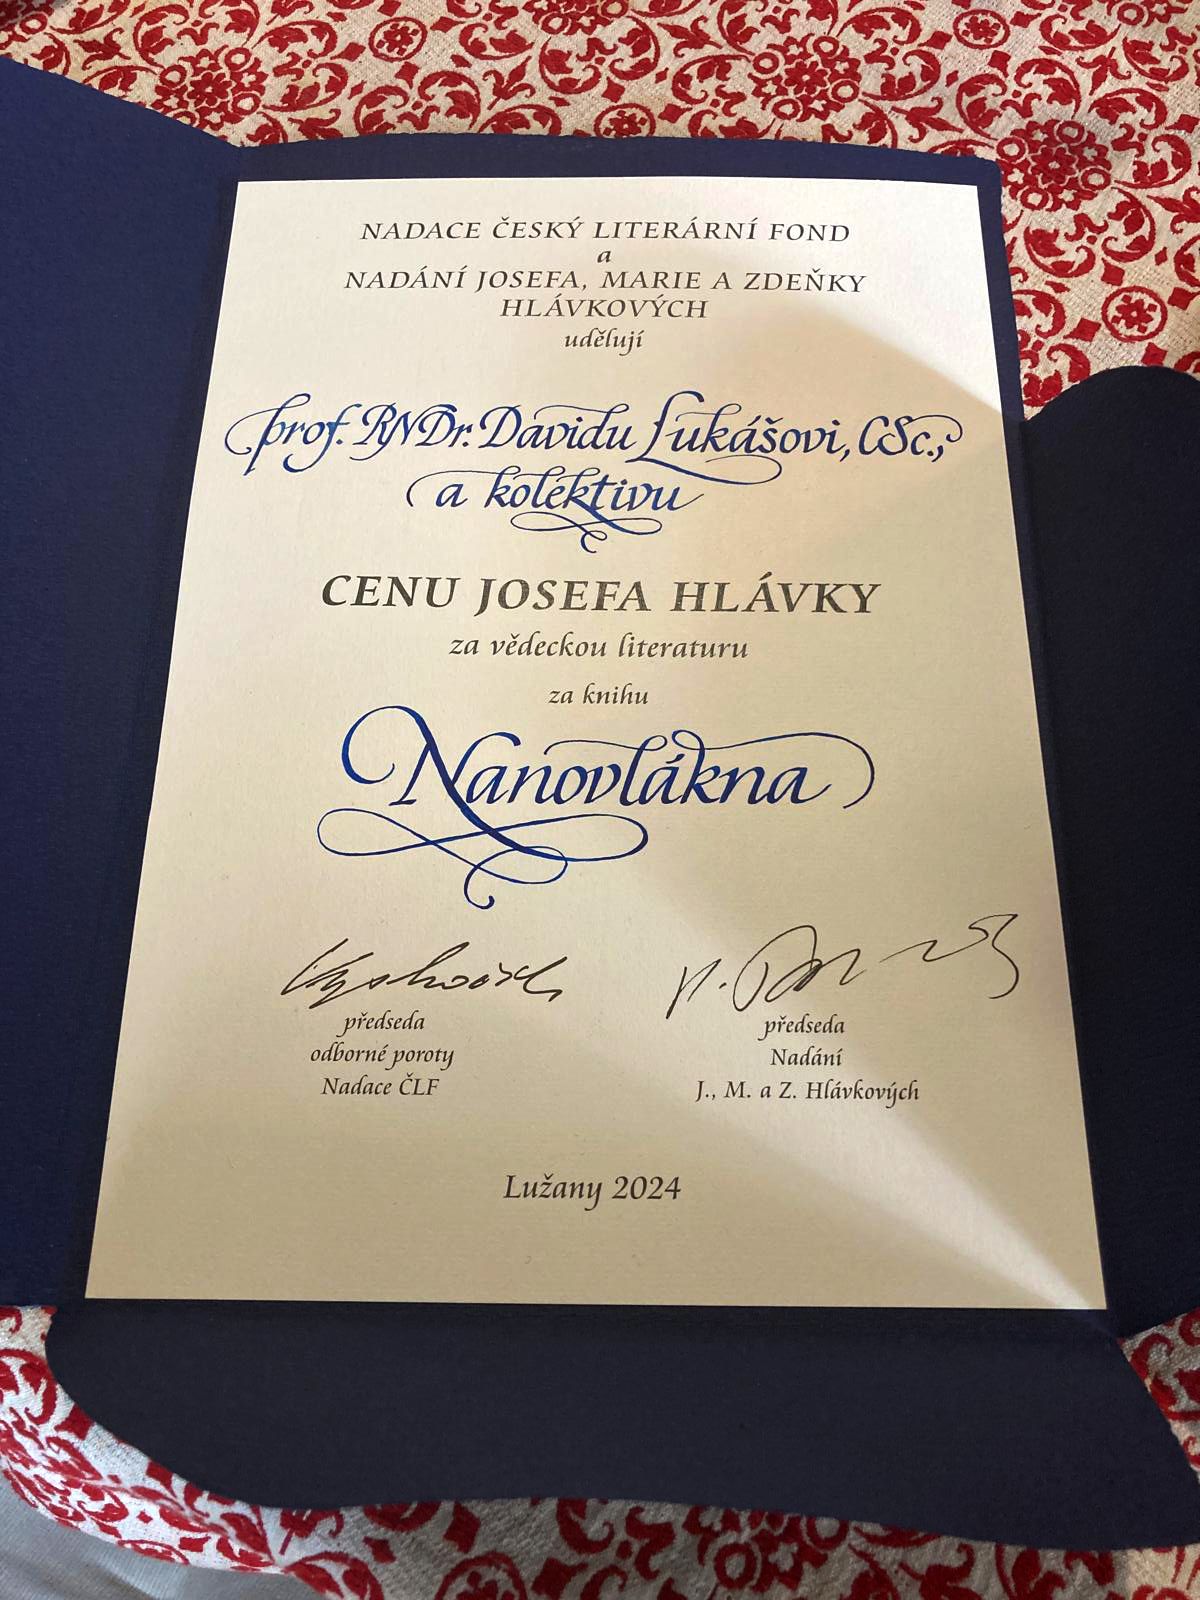 NADACE ČESKÝ LITERÁRNÍ FOND
a
NADÁNÍ JOSEFA, MARIE A ZDEŇKY
HLÁVKOVÝCH
udělují
prof. RNDr. Davidu Lukášovi, CSc.,
a kolektivu
CENU JOSEFA HLÁVKY
za vědeckou literaturu
za knihu
Nanovlákna
předseda
odborné poroty
Nadace ČLF
předseda
Nadání
J., M. a Z. Hlávkových
Lužany 2024